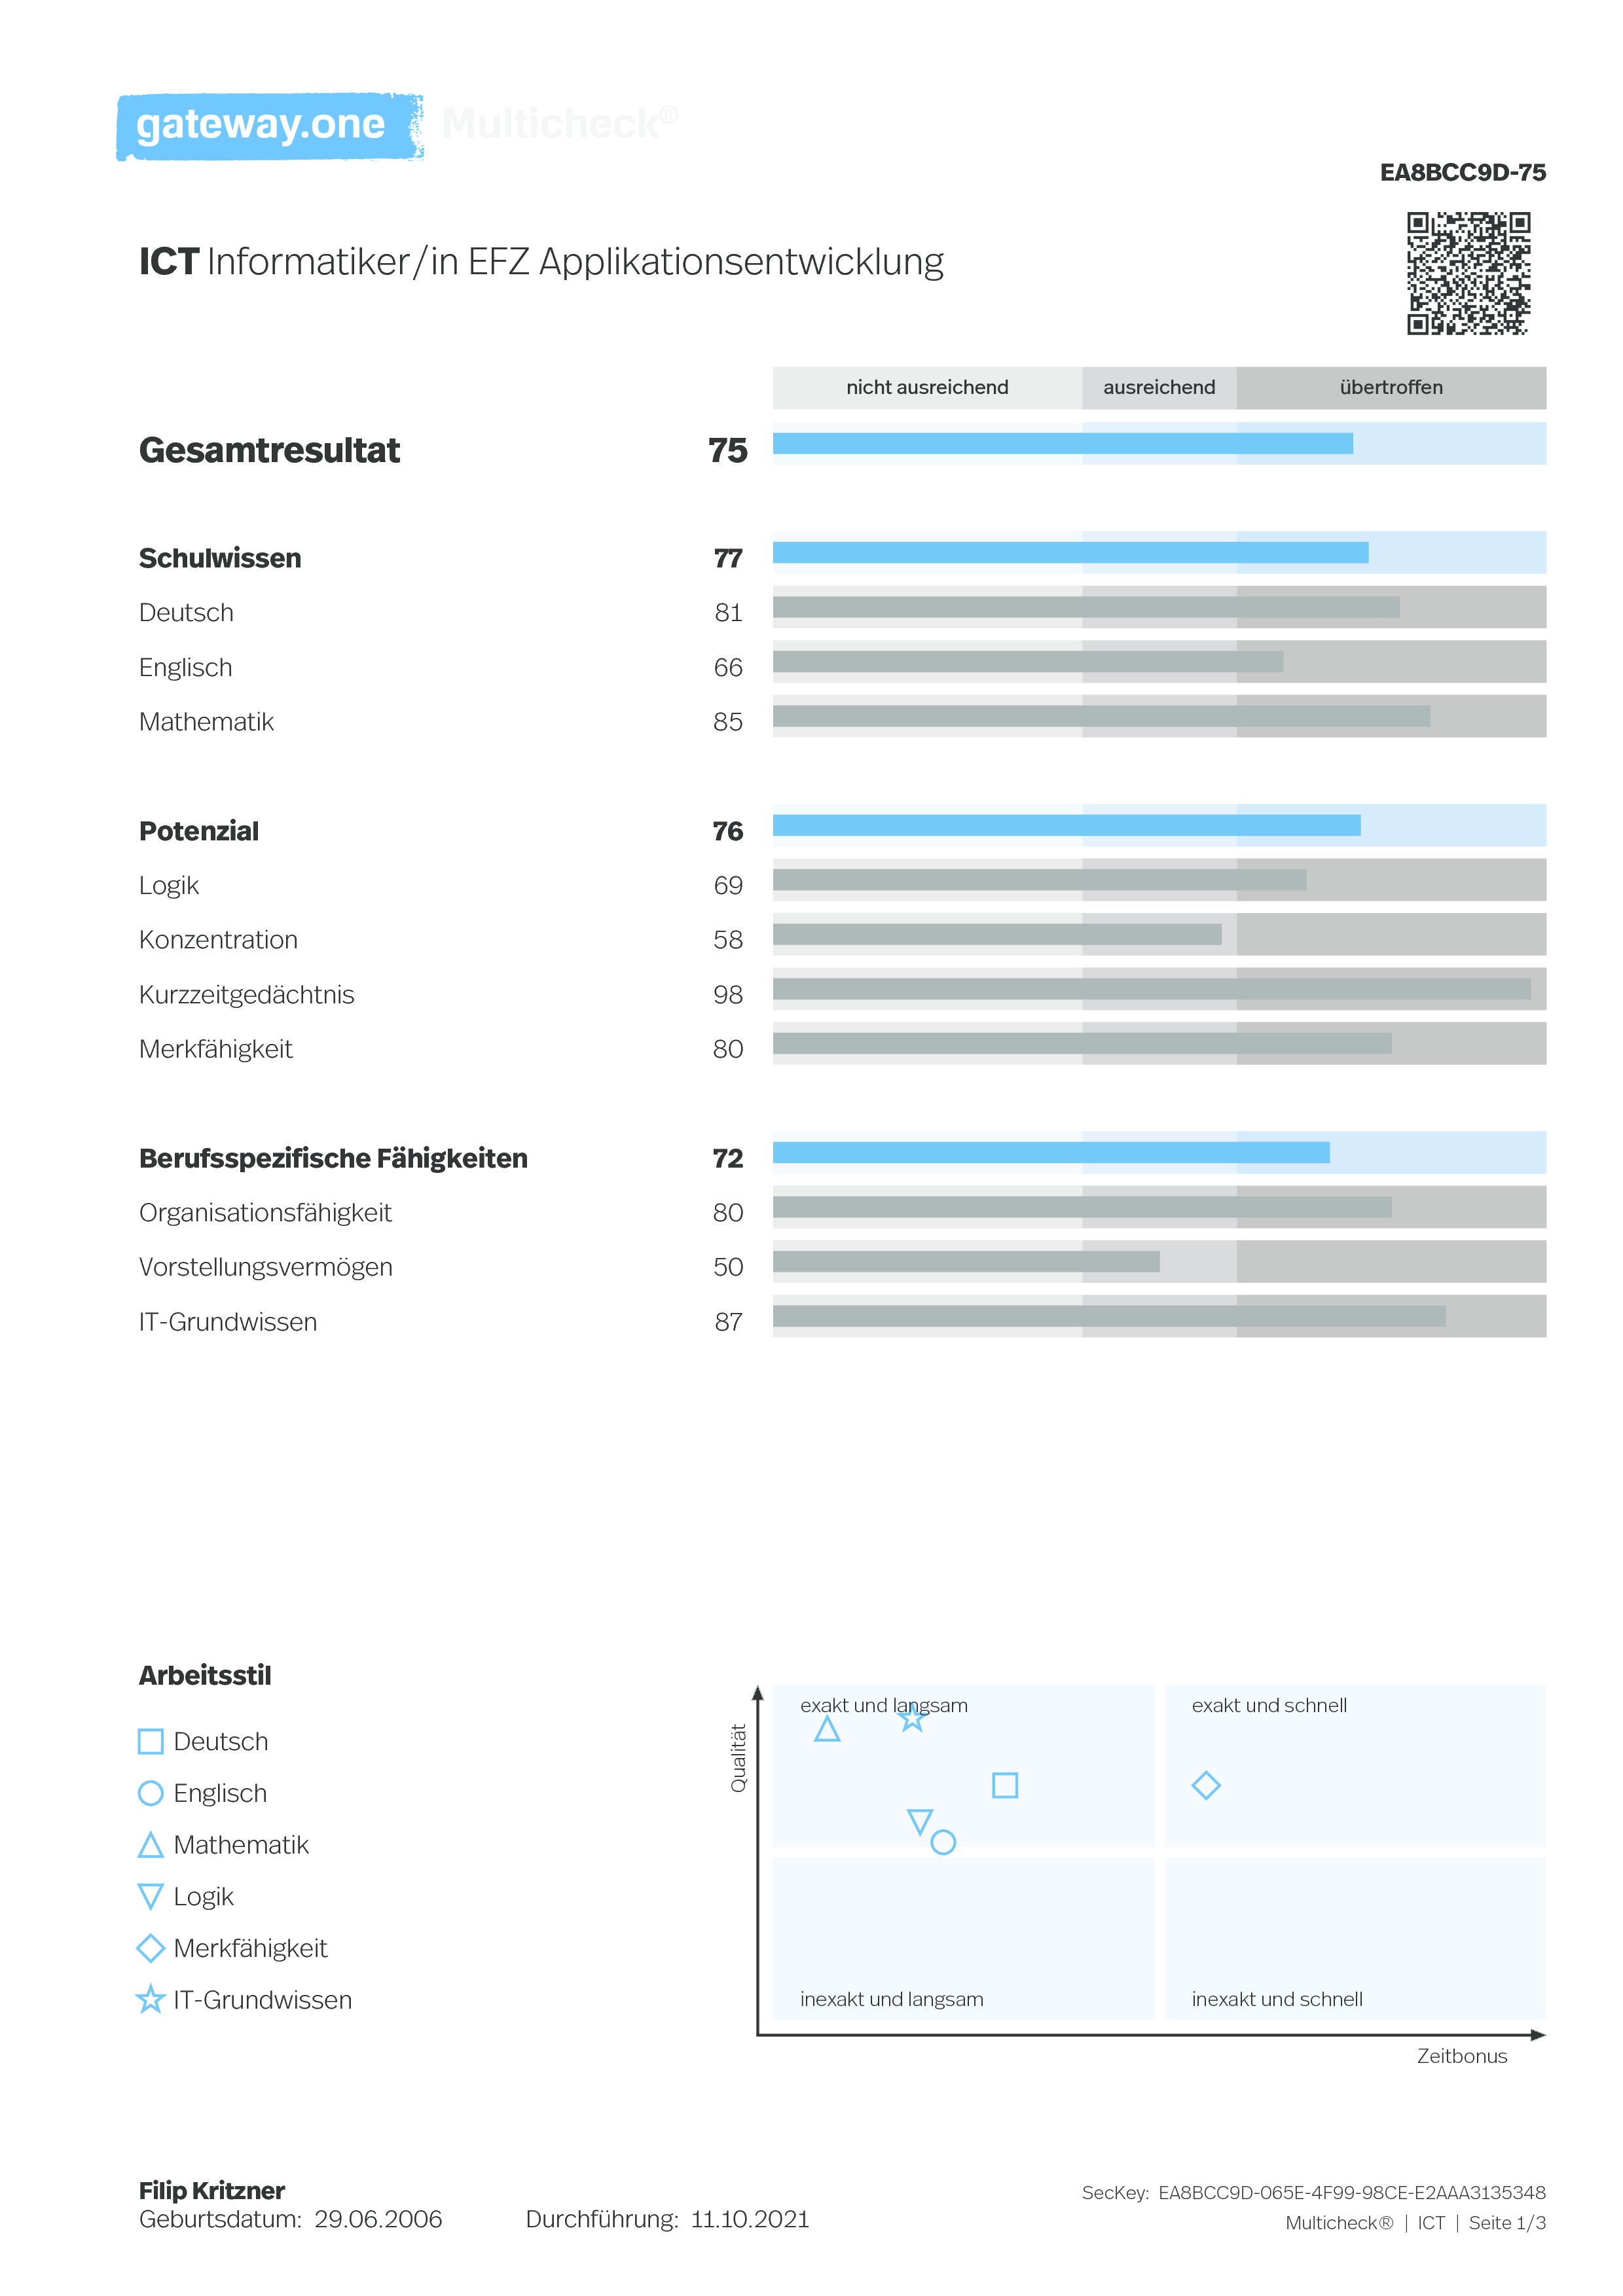 gateway.one Multicheck®
EA8BCC9D-75
ICT Informatiker/in EFZ Applikationsentwicklung
nicht ausreichend ausreichend übertroffen
Gesamtresultat 75
Schulwissen 77
Deutsch 81
Englisch 66
Mathematik 85
Potenzial 76
Logik 69
Konzentration 58
Kurzzeitgedächtnis 98
Merkfähigkeit 80
Berufsspezifische Fähigkeiten 72
Organisationsfähigkeit 80
Vorstellungsvermögen 50
IT-Grundwissen 87
Arbeitsstil
Deutsch
Englisch
Mathematik
Logik
Merkfähigkeit
IT-Grundwissen
Qualität
exakt und langsam exakt und schnell
inexakt und langsam inexakt und schnell
Zeitbonus
Filip Kritzner
Geburtsdatum: 29.06.2006 Durchführung: 11.10.2021
SecKey: EA8BCC9D-065E-4F99-98CE-E2AAA3135348
Multicheck® | ICT | Seite 1/3